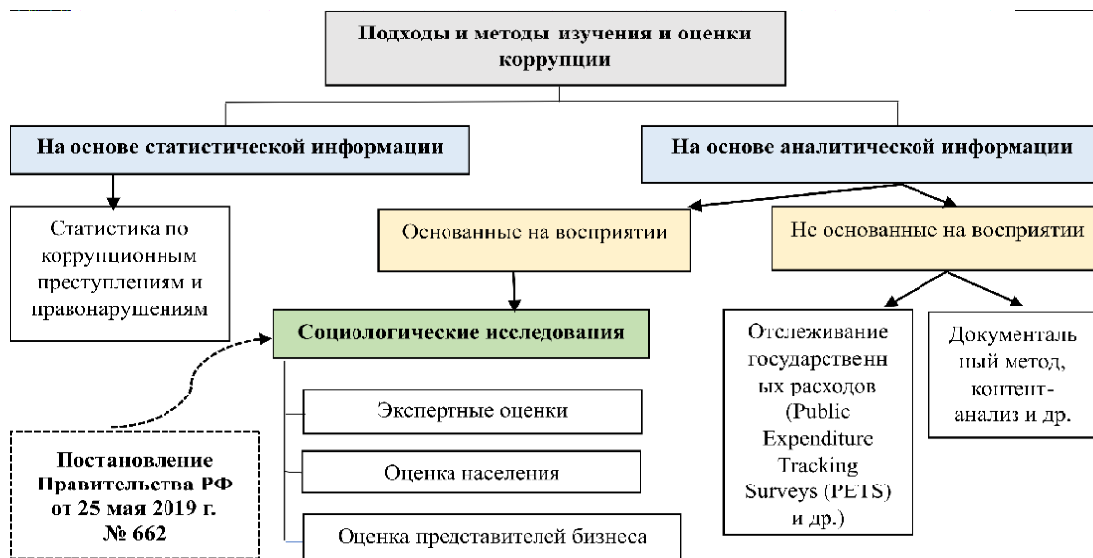 Подходы и методы изучения и оценки
коррупции
На основе статистической информации
На основе аналитической информации
Статистика по
коррупционным
преступлениям и
правонарушениям
Основанные на восприятии
Не основанные на восприятии
Социологические исследования
Отслеживание
государственн
ых расходов
(Public
Expenditure
Tracking
Surveys (PETS)
и др.)
Документаль
ный метод,
контент-
анализ и др.
Экспертные оценки
Оценка населения
Оценка представителей бизнеса
Постановление
Правительства РФ
от 25 мая 2019 г.
№ 662